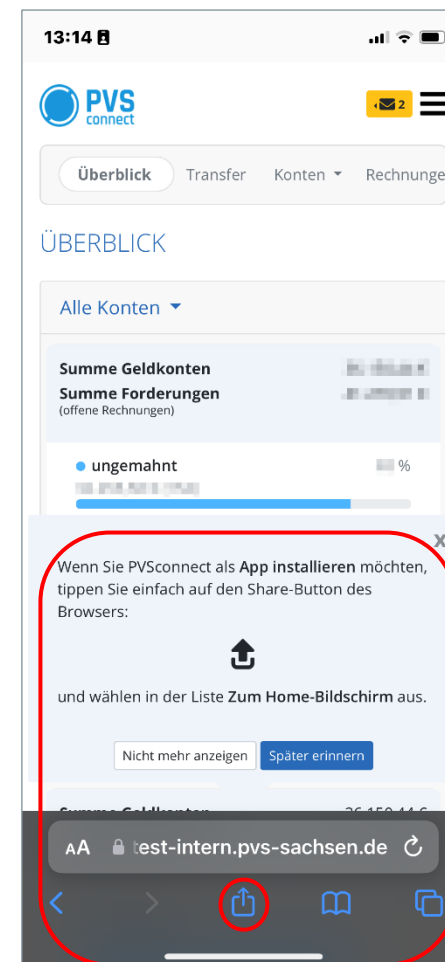 13:14
PVS
connect
2
Überblick Transfer Konten Rechnunge
ÜBERBLICK
Alle Konten
Summe Geldkonten
Summe Forderungen
(offene Rechnungen)
ungemahnt %
x
Wenn Sie PVSconnect als App installieren möchten,
tippen Sie einfach auf den Share-Button des
Browsers:
und wählen in der Liste Zum Home-Bildschirm aus.
Nicht mehr anzeigen Später erinnern
Summe Geldkonten
AA test-intern.pvs-sachsen.de